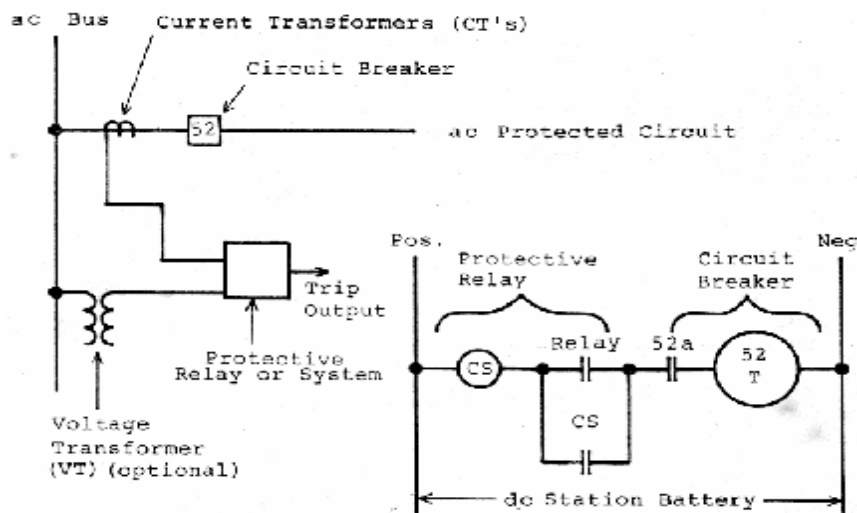 ac Bus
Current Transformers (CT's)
Circuit Breaker
52
ac Protected Circuit
Trip
Output
Protective
Relay or System
Voltage
Transformer
(VT) (optional)
Pos.
Neg
Protective
Relay
Circuit
Breaker
Relay
52a
CS
52
T
CS
dc Station Battery